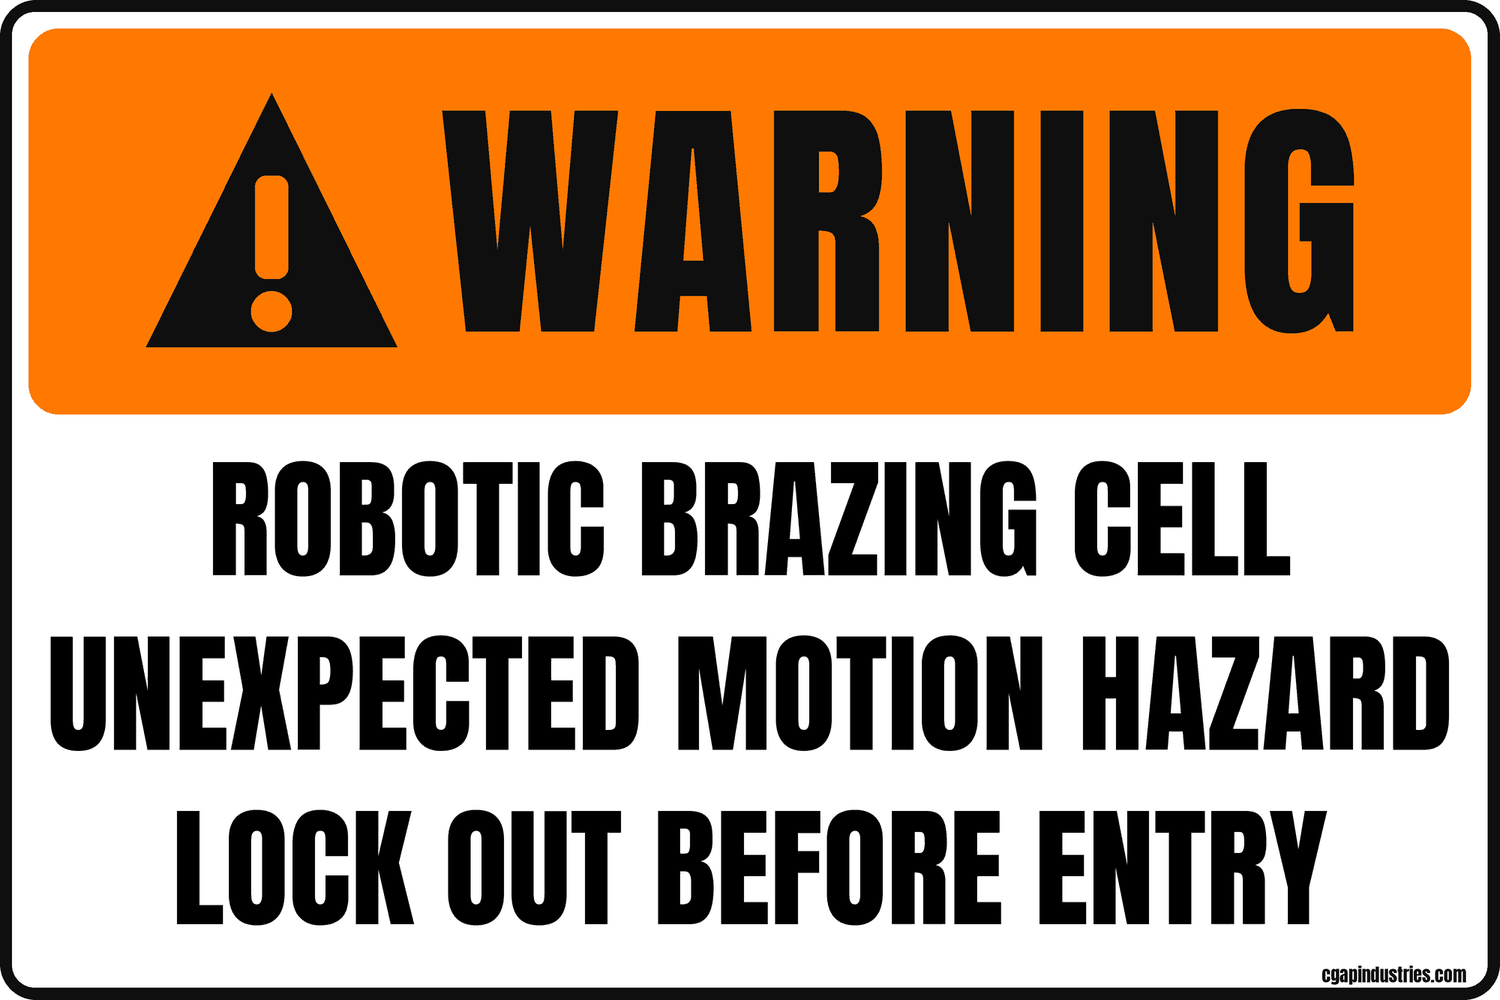 WARNING
ROBOTIC BRAZING CELL
UNEXPECTED MOTION HAZARD
LOCK OUT BEFORE ENTRY
cgapindustries.com